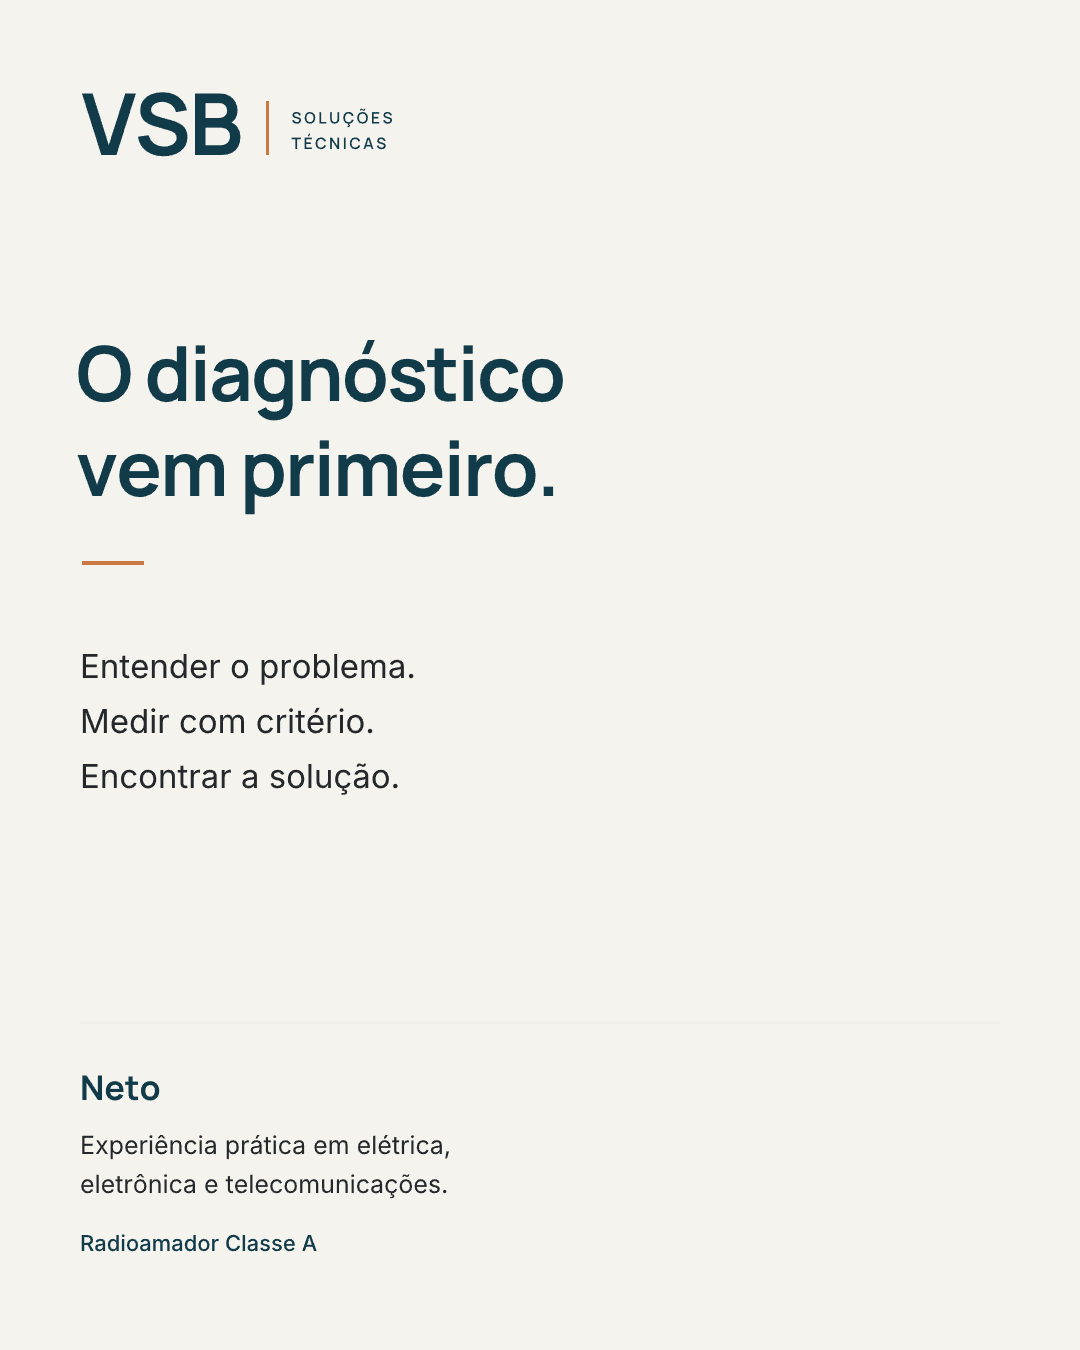 VSB
SOLUÇÕES
TÉCNICAS
O diagnóstico
vem primeiro.
Entender o problema.
Medir com critério.
Encontrar a solução.
Neto
Experiência prática em elétrica,
eletrônica e telecomunicações.
Radioamador Classe A